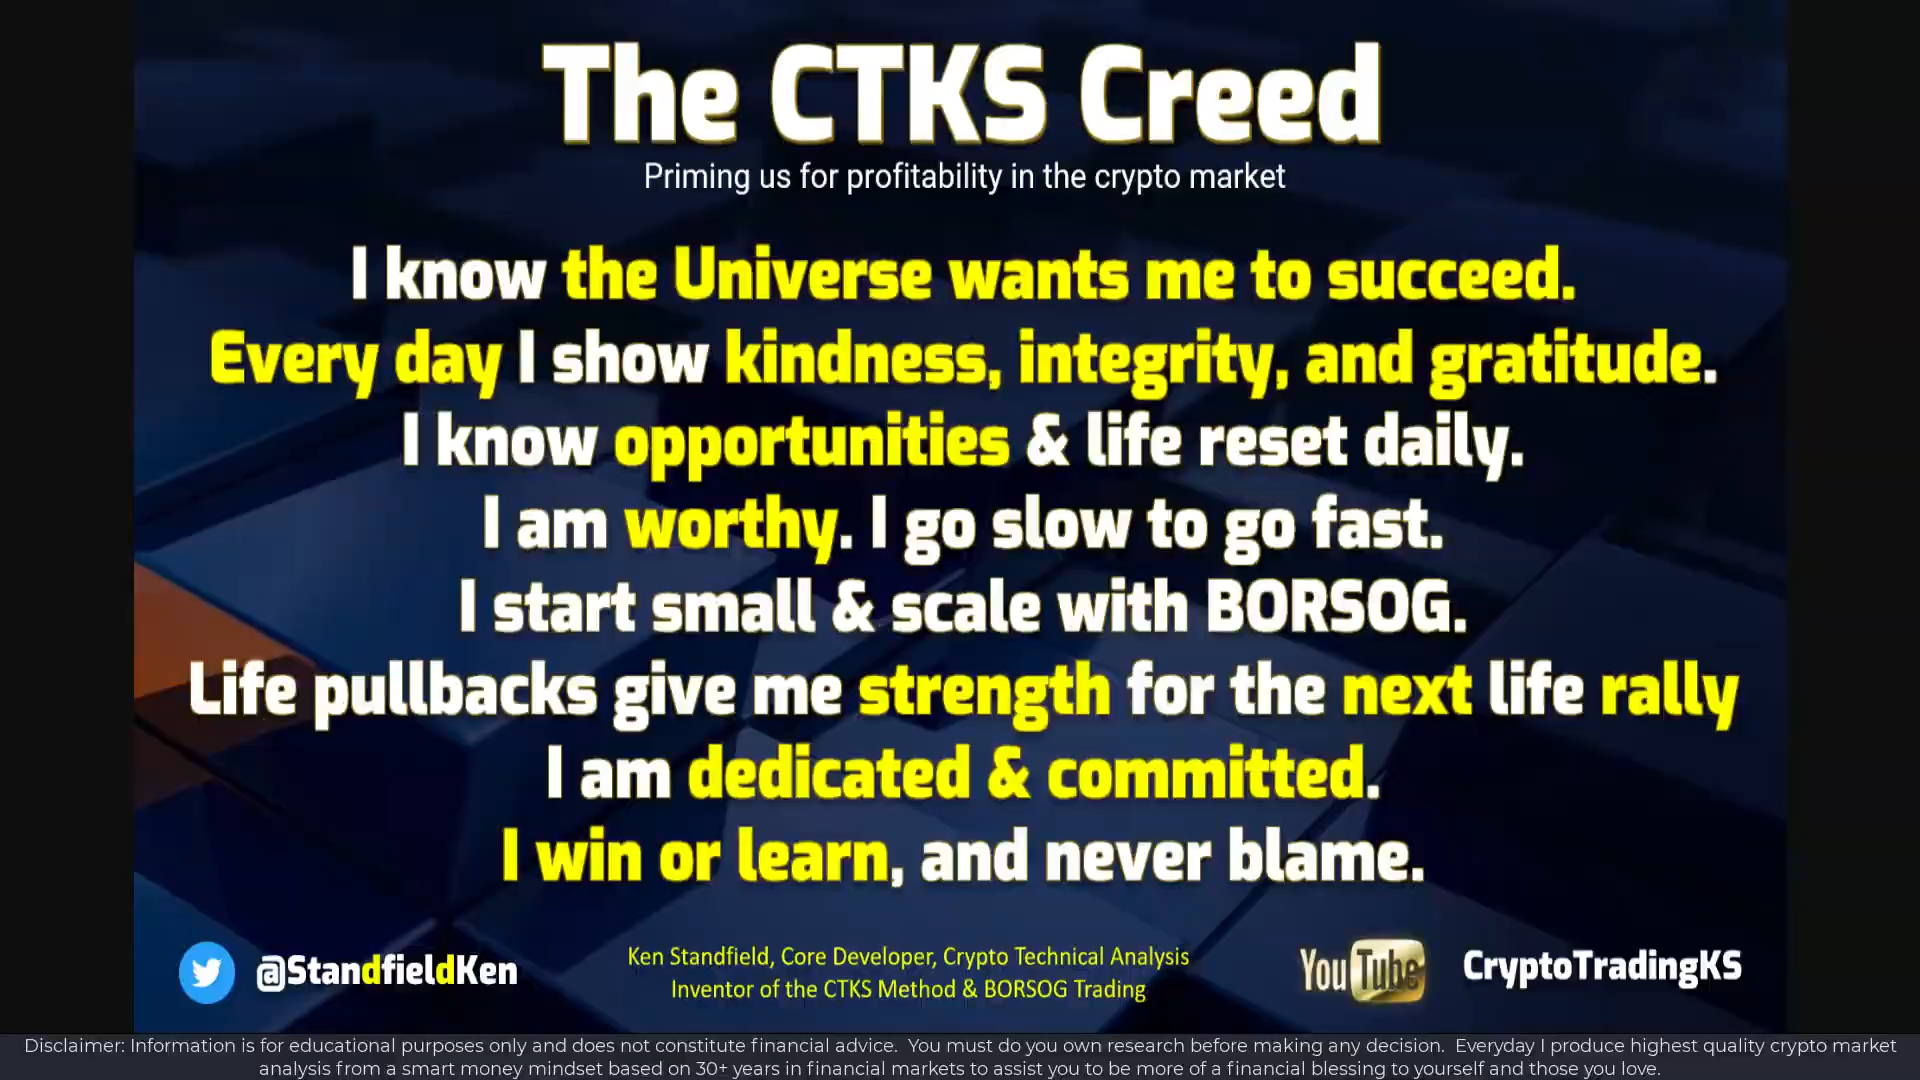 The CTKS Creed
Priming us for profitability in the crypto market
I know the Universe wants me to succeed.
Every day I show kindness, integrity, and gratitude.
I know opportunities & life reset daily.
I am worthy. I go slow to go fast.
I start small & scale with BORSOG.
Life pullbacks give me strength for the next life rally
I am dedicated & committed.
I win or learn, and never blame.
@StandfieldKen
Ken Standfield, Core Developer, Crypto Technical Analysis
Inventor of the CTKS Method & BORSOG Trading
YouTube
CryptoTradingKS
Disclaimer: Information is for educational purposes only and does not constitute financial advice.  You must do you own research before making any decision.  Everyday I produce highest quality crypto market
analysis from a smart money mindset based on 30+ years in financial markets to assist you to be more of a financial blessing to yourself and those you love.